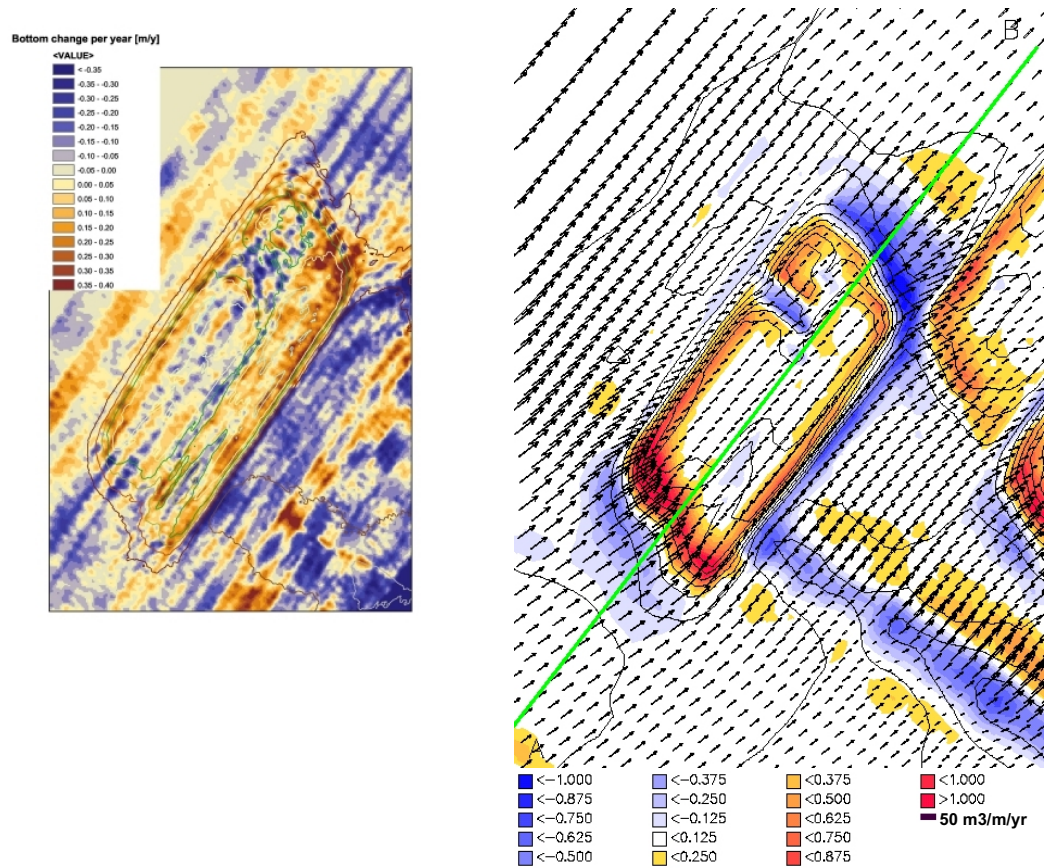 Bottom change per year [m/y]
<VALUE>
< -0.35
-0.35 - -0.30
-0.30 - -0.25
-0.25 - -0.20
-0.20 - -0.15
-0.15 - -0.10
-0.10 - -0.05
-0.05 - 0.00
0.00 - 0.05
0.05 - 0.10
0.10 - 0.15
0.15 - 0.20
0.20 - 0.25
0.25 - 0.30
0.30 - 0.35
0.35 - 0.40
B
A
<-1.000
<-0.875
<-0.750
<-0.625
<-0.500
<-0.375
<-0.250
<-0.125
<0.125
<0.250
<0.375
<0.500
<0.625
<0.750
<0.875
<1.000
>1.000
50 m3/m/yr